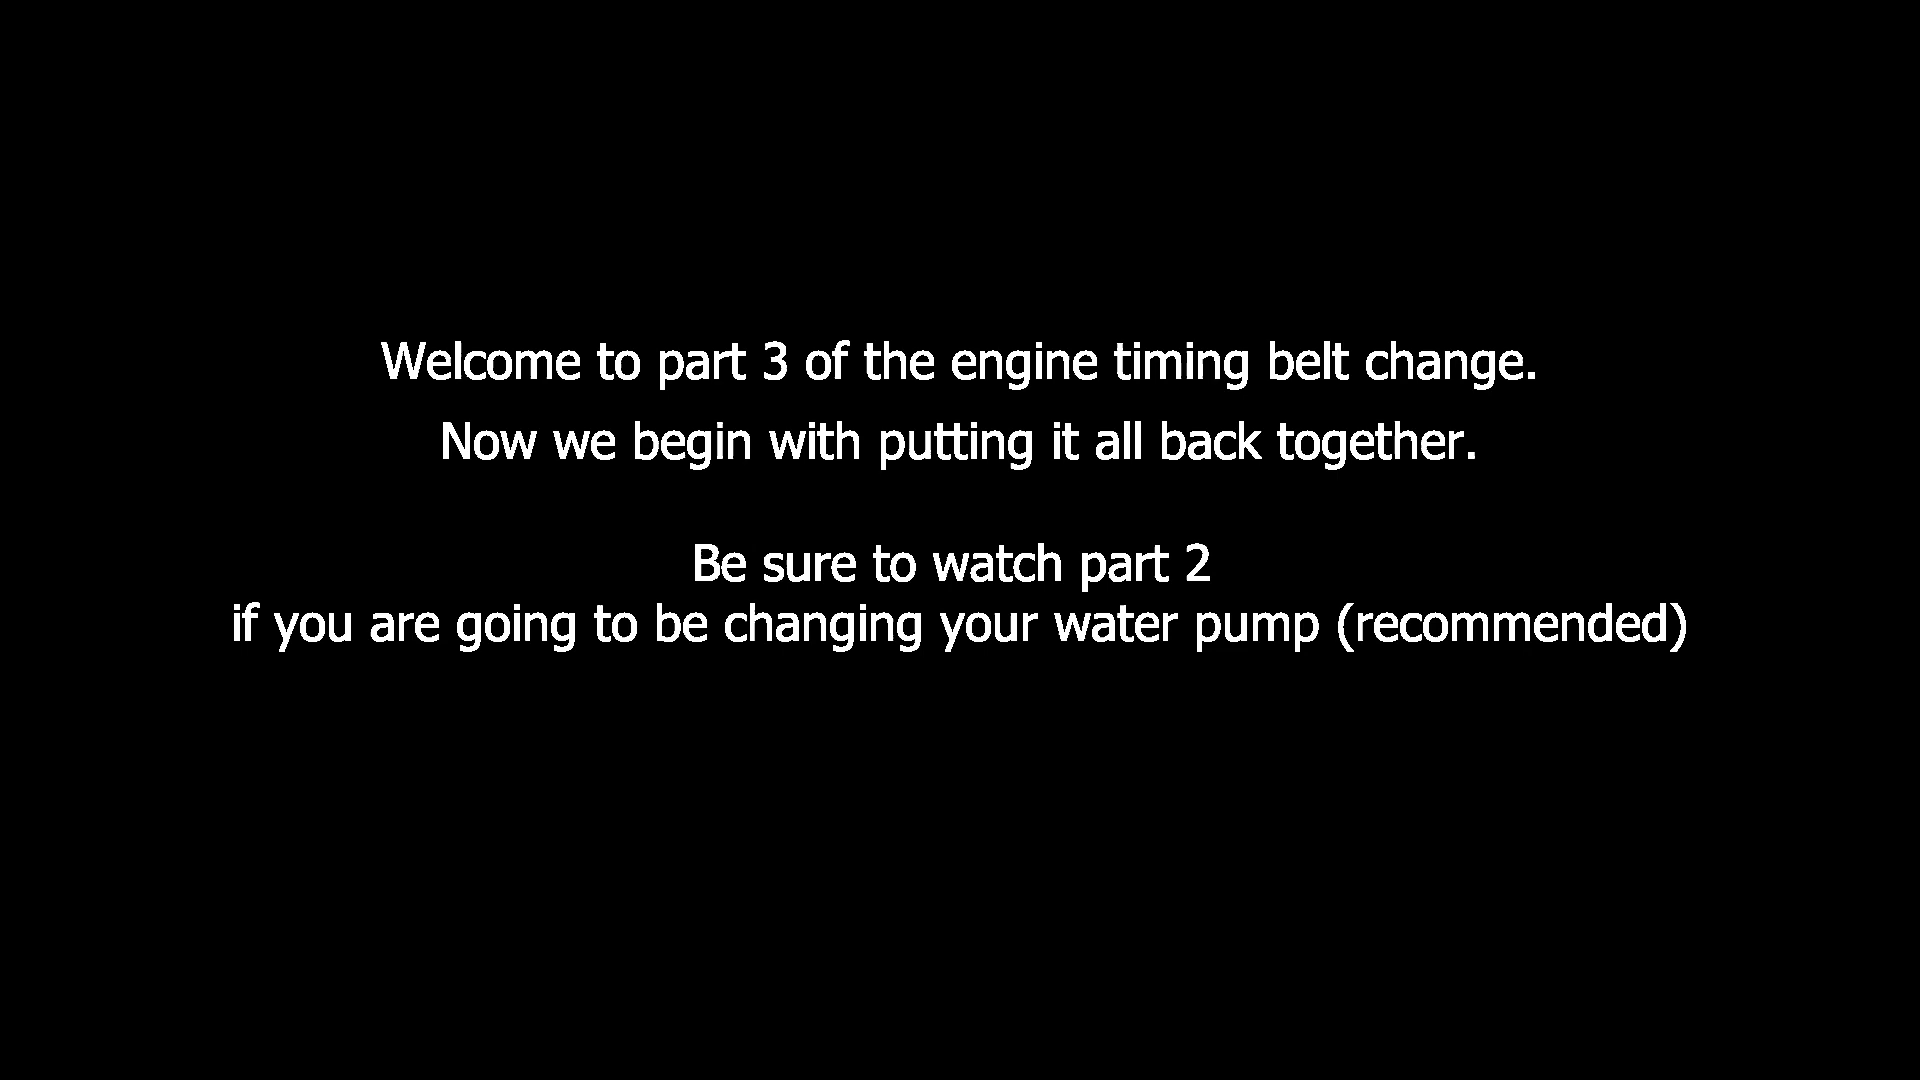 Welcome to part 3 of the engine timing belt change.
Now we begin with putting it all back together.
Be sure to watch part 2
if you are going to be changing your water pump (recommended)